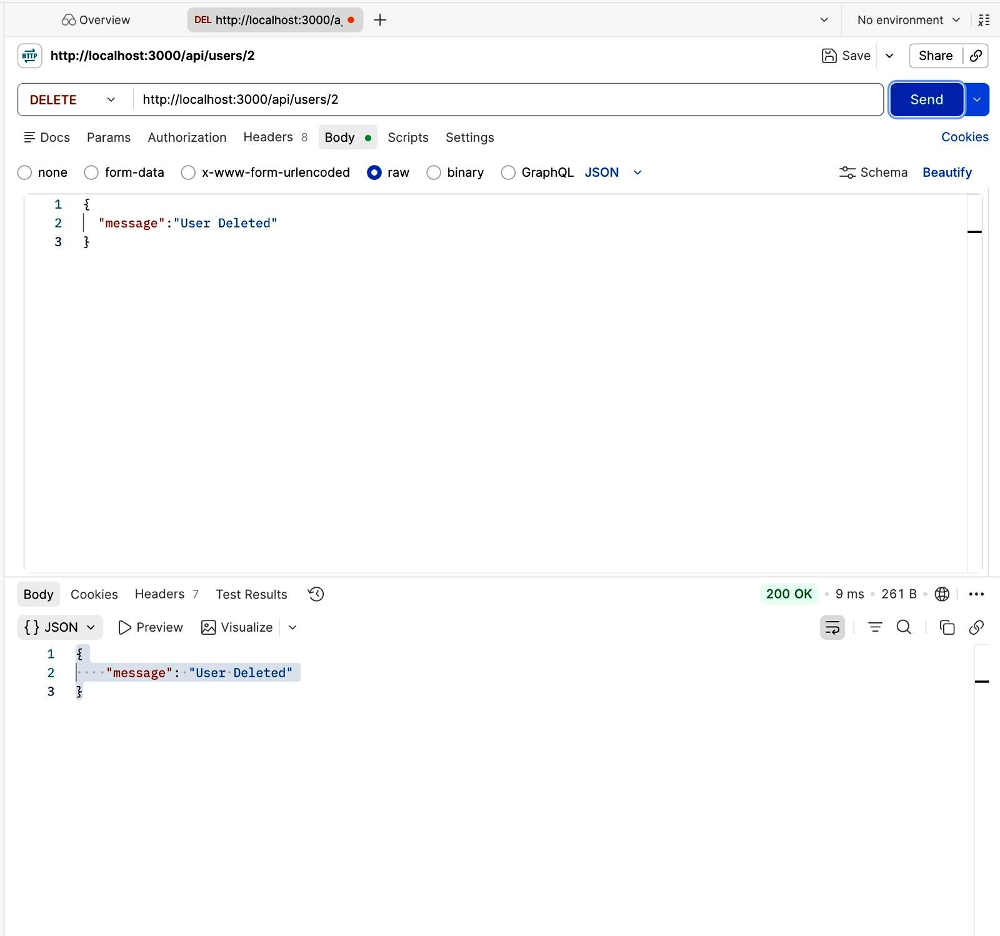 Overview
DEL http://localhost:3000/a
No environment
HTTP http://localhost:3000/api/users/2
Save
Share
DELETE http://localhost:3000/api/users/2
Send
Docs Params Authorization Headers 8 Body Scripts Settings
Cookies
none form-data x-www-form-urlencoded raw binary GraphQL JSON
Schema Beautify
1 {
2 "message":"User Deleted"
3 }
Body Cookies Headers 7 Test Results
200 OK • 9 ms • 261 B •
{} JSON Preview Visualize
1 {
2 ····"message":·"User·Deleted"
3 }